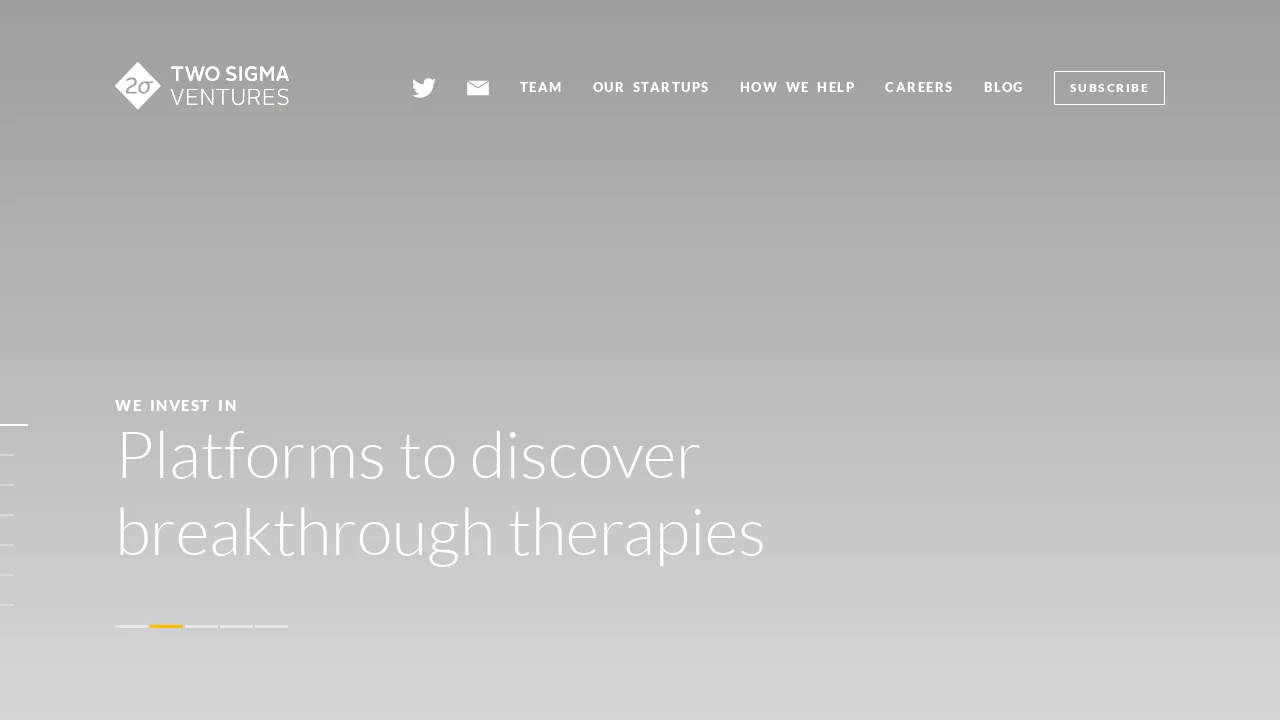 2σ
TWO SIGMA
VENTURES
TEAM
OUR STARTUPS
HOW WE HELP
CAREERS
BLOG
SUBSCRIBE
WE INVEST IN
Platforms to discover
breakthrough therapies